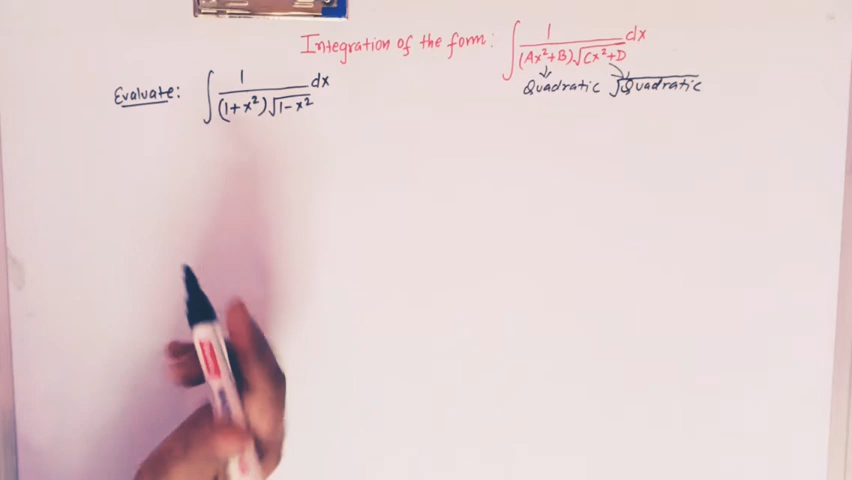 Integration of the form: ∫ 1/((Ax²+B)√(Cx²+D)) dx
Quadratic √Quadratic
Evaluate: ∫ 1/((1+x²)√(1-x²)) dx